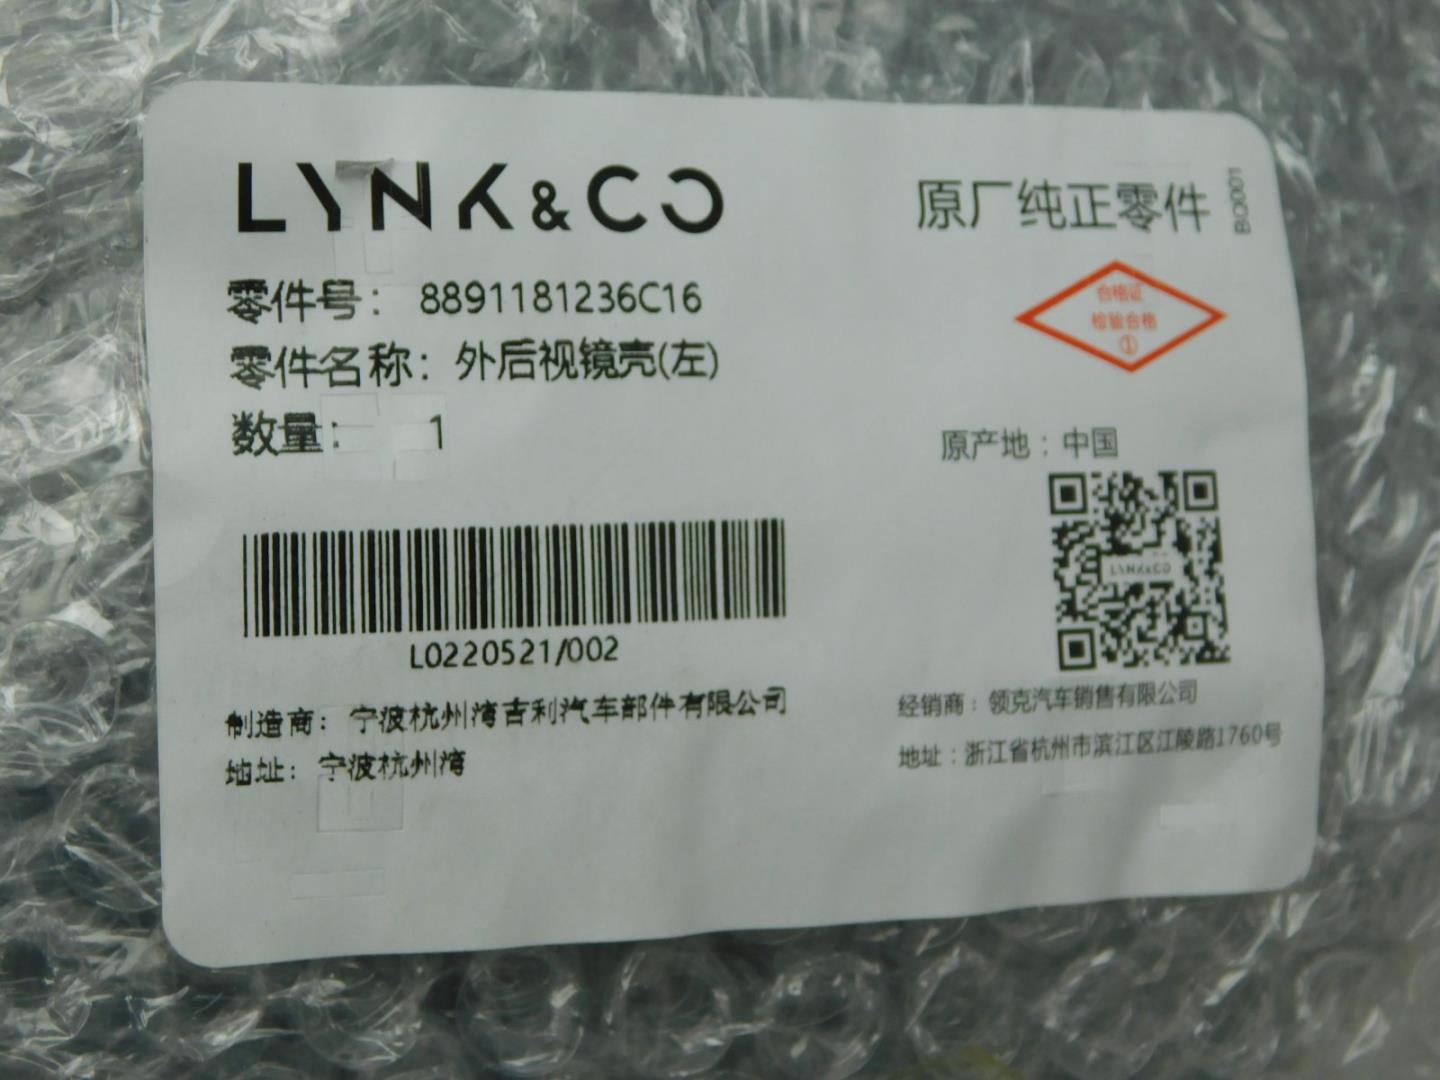 LYNK&CO
原厂纯正零件
BO001
零件号： 8891181236C16
零件名称：外后视镜壳(左)
数量： 1
合格证
检验合格
①
原产地：中国
LYNK&CO
L0220521/002
制造商：宁波杭州湾吉利汽车部件有限公司
地址：宁波杭州湾
经销商：领克汽车销售有限公司
地址：浙江省杭州市滨江区江陵路1760号